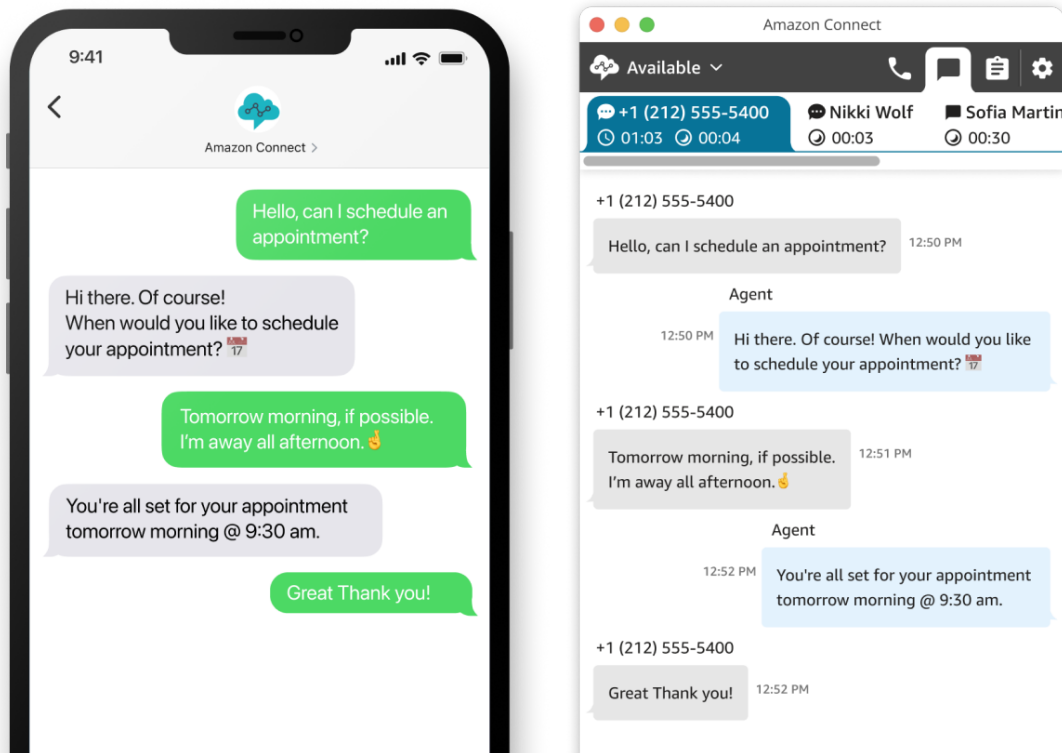 9:41
Amazon Connect >
Hello, can I schedule an
appointment?
Hi there. Of course!
When would you like to schedule
your appointment? 📅
Tomorrow morning, if possible.
I'm away all afternoon.🤞
You're all set for your appointment
tomorrow morning @ 9:30 am.
Great Thank you!
Amazon Connect
Available
+1 (212) 555-5400
01:03 00:04
Nikki Wolf
00:03
Sofia Martin
00:30
+1 (212) 555-5400
Hello, can I schedule an appointment?
12:50 PM
Agent
12:50 PM
Hi there. Of course! When would you like
to schedule your appointment? 📅
+1 (212) 555-5400
Tomorrow morning, if possible.
I'm away all afternoon.🤞
12:51 PM
Agent
12:52 PM
You're all set for your appointment
tomorrow morning @ 9:30 am.
+1 (212) 555-5400
Great Thank you!
12:52 PM